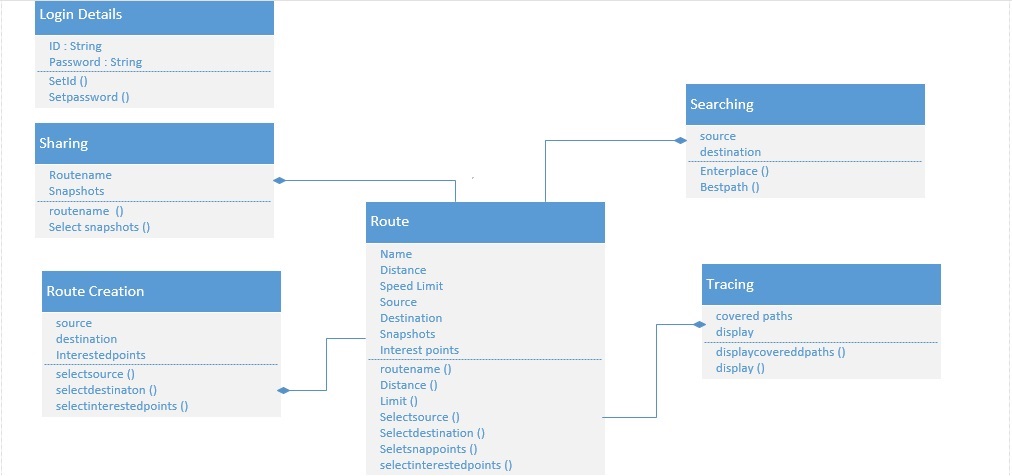 Login Details
ID : String
Password : String
SetId ()
Setpassword ()
Sharing
Routename
Snapshots
routename  ()
Select snapshots ()
Route Creation
source
destination
Interestedpoints
selectsource ()
selectdestinaton ()
selectinterestedpoints ()
Route
Name
Distance
Speed Limit
Source
Destination
Snapshots
Interest points
routename ()
Distance ()
Limit ()
Selectsource ()
Selectdestination ()
Seletsnappoints ()
selectinterestedpoints ()
Searching
source
destination
Enterplace ()
Bestpath ()
Tracing
covered paths
display
displaycovereddpaths ()
display ()